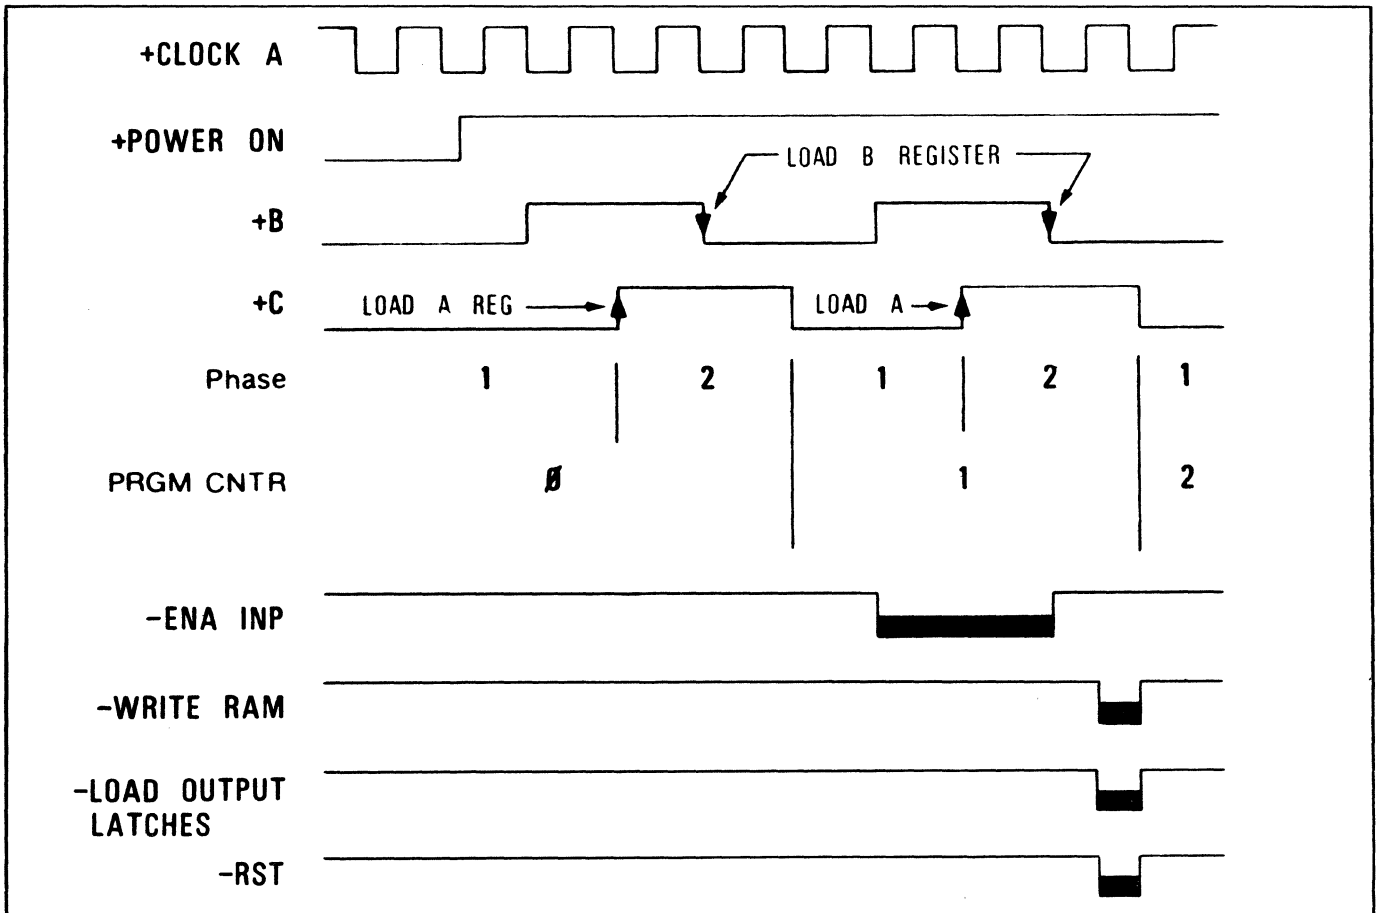 +CLOCK A
+POWER ON
LOAD B REGISTER
+B
+C
LOAD A REG
LOAD A
Phase 1 2 1 2 1
PRGM CNTR Ø 1 2
-ENA INP
-WRITE RAM
-LOAD OUTPUT
LATCHES
-RST